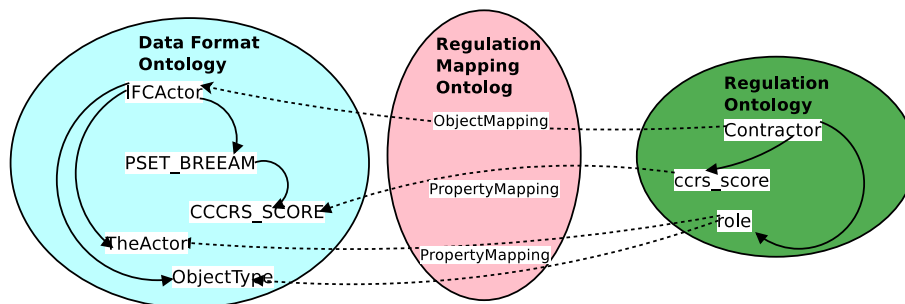 Data Format
Ontology
IFCActor
PSET_BREEAM
CCCRS_SCORE
TheActor
ObjectType
Regulation
Mapping
Ontolog
ObjectMapping
PropertyMapping
PropertyMapping
Regulation
Ontology
Contractor
ccrs_score
role